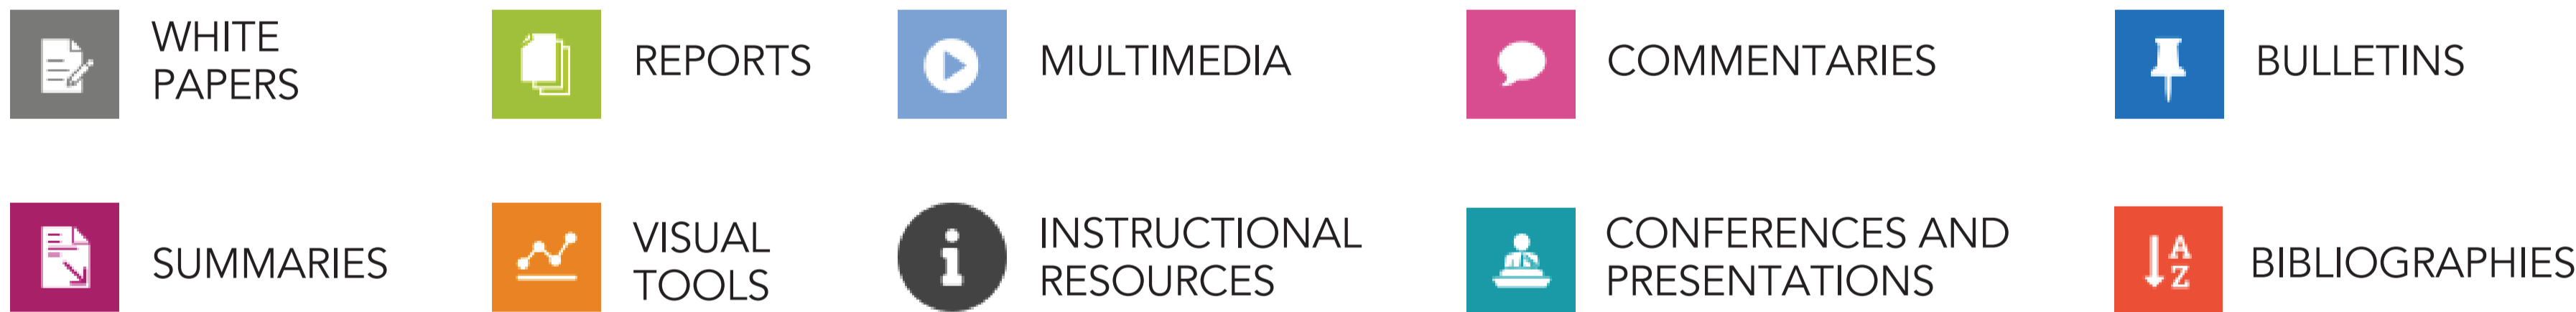 WHITE
PAPERS
REPORTS
MULTIMEDIA
COMMENTARIES
BULLETINS
SUMMARIES
VISUAL
TOOLS
INSTRUCTIONAL
RESOURCES
CONFERENCES AND
PRESENTATIONS
A
Z
BIBLIOGRAPHIES